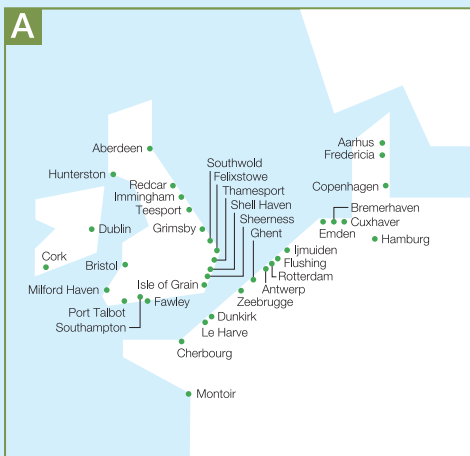 A
Aberdeen
Aarhus
Fredericia
Southwold
Hunterston
Felixstowe
Redcar
Thamesport
Copenhagen
Immingham
Shell Haven
Teesport
Sheerness
Bremerhaven
Dublin
Grimsby
Ghent
Cuxhaver
Emden
Hamburg
Ijmuiden
Cork
Bristol
Flushing
Isle of Grain
Rotterdam
Milford Haven
Antwerp
Zeebrugge
Port Talbot
Fawley
Southampton
Dunkirk
Le Harve
Cherbourg
Montoir